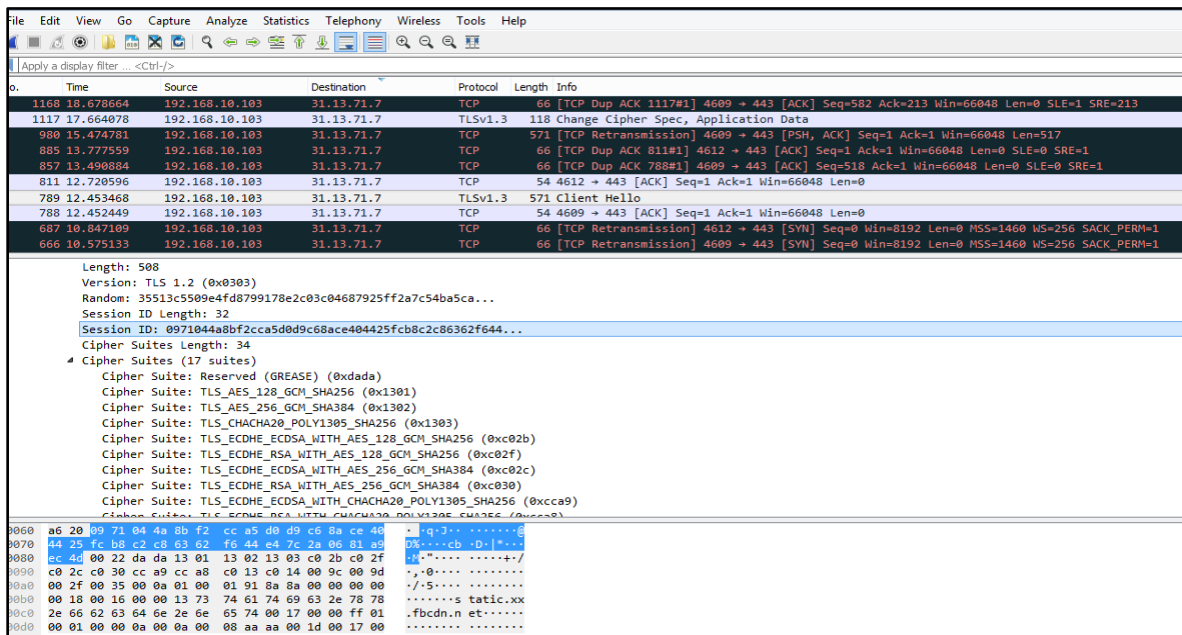 File Edit View Go Capture Analyze Statistics Telephony Wireless Tools Help
Apply a display filter ... <Ctrl-/>
o. Time Source Destination Protocol Length Info
1168 18.678664 192.168.10.103 31.13.71.7 TCP 66 [TCP Dup ACK 1117#1] 4609 → 443 [ACK] Seq=582 Ack=213 Win=66048 Len=0 SLE=1 SRE=213
1117 17.664078 192.168.10.103 31.13.71.7 TLSv1.3 118 Change Cipher Spec, Application Data
980 15.474781 192.168.10.103 31.13.71.7 TCP 571 [TCP Retransmission] 4609 → 443 [PSH, ACK] Seq=1 Ack=1 Win=66048 Len=517
885 13.777559 192.168.10.103 31.13.71.7 TCP 66 [TCP Dup ACK 811#1] 4612 → 443 [ACK] Seq=1 Ack=1 Win=66048 Len=0 SLE=0 SRE=1
857 13.490884 192.168.10.103 31.13.71.7 TCP 66 [TCP Dup ACK 788#1] 4609 → 443 [ACK] Seq=518 Ack=1 Win=66048 Len=0 SLE=0 SRE=1
811 12.720596 192.168.10.103 31.13.71.7 TCP 54 4612 → 443 [ACK] Seq=1 Ack=1 Win=66048 Len=0
789 12.453468 192.168.10.103 31.13.71.7 TLSv1.3 571 Client Hello
788 12.452449 192.168.10.103 31.13.71.7 TCP 54 4609 → 443 [ACK] Seq=1 Ack=1 Win=66048 Len=0
687 10.847109 192.168.10.103 31.13.71.7 TCP 66 [TCP Retransmission] 4612 → 443 [SYN] Seq=0 Win=8192 Len=0 MSS=1460 WS=256 SACK_PERM=1
666 10.575133 192.168.10.103 31.13.71.7 TCP 66 [TCP Retransmission] 4609 → 443 [SYN] Seq=0 Win=8192 Len=0 MSS=1460 WS=256 SACK_PERM=1
Length: 508
Version: TLS 1.2 (0x0303)
Random: 35513c5509e4fd8799178e2c03c04687925ff2a7c54ba5ca...
Session ID Length: 32
Session ID: 0971044a8bf2cca5d0d9c68ace404425fcb8c2c86362f644...
Cipher Suites Length: 34
Cipher Suites (17 suites)
Cipher Suite: Reserved (GREASE) (0xdada)
Cipher Suite: TLS_AES_128_GCM_SHA256 (0x1301)
Cipher Suite: TLS_AES_256_GCM_SHA384 (0x1302)
Cipher Suite: TLS_CHACHA20_POLY1305_SHA256 (0x1303)
Cipher Suite: TLS_ECDHE_ECDSA_WITH_AES_128_GCM_SHA256 (0xc02b)
Cipher Suite: TLS_ECDHE_RSA_WITH_AES_128_GCM_SHA256 (0xc02f)
Cipher Suite: TLS_ECDHE_ECDSA_WITH_AES_256_GCM_SHA384 (0xc02c)
Cipher Suite: TLS_ECDHE_RSA_WITH_AES_256_GCM_SHA384 (0xc030)
Cipher Suite: TLS_ECDHE_ECDSA_WITH_CHACHA20_POLY1305_SHA256 (0xcca9)
Cipher Suite: TLS_ECDHE_RSA_WITH_CHACHA20_POLY1305_SHA256 (0xcca8)
0060 a6 20 09 71 04 4a 8b f2 cc a5 d0 d9 c6 8a ce 40 · ·q·J·· ·······@
0070 44 25 fc b8 c2 c8 63 62 f6 44 e4 7c 2a 06 81 a9 D%····cb ·D·|*···
0080 ec 4d 00 22 da da 13 01 13 02 13 03 c0 2b c0 2f ·M·"···· ·····+·/
0090 c0 2c c0 30 cc a9 cc a8 c0 13 c0 14 00 9c 00 9d ·,·0···· ········
00a0 00 2f 00 35 00 0a 01 00 01 91 8a 8a 00 00 00 00 ·/·5···· ········
00b0 00 18 00 16 00 00 13 73 74 61 74 69 63 2e 78 78 ·······s tatic.xx
00c0 2e 66 62 63 64 6e 2e 6e 65 74 00 17 00 00 ff 01 .fbcdn.n et······
00d0 00 01 00 00 0a 00 0a 00 08 aa aa 00 1d 00 17 00 ········ ········